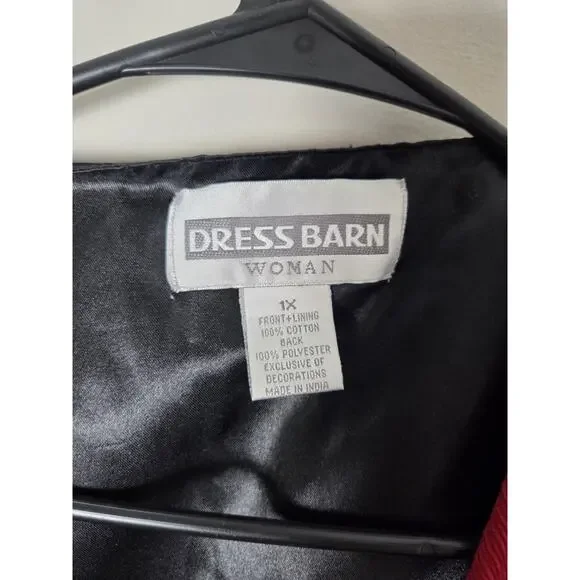 DRESS BARN
WOMAN
1X
FRONT+LINING
100% COTTON
BACK
100% POLYESTER
EXCLUSIVE OF
DECORATIONS
MADE IN INDIA